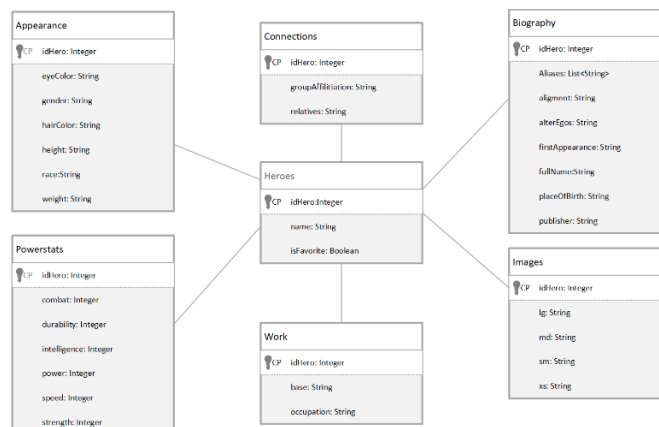 Appearance
CP idHero: Integer
eyeColor: String
gender: String
hairColor: String
height: String
race:String
weight: String
Connections
CP idHero: Integer
groupAffilitiation: String
relatives: String
Biography
CP idHero: Integer
Aliases: List<String>
aligment: String
alterEgos: String
firstAppearance: String
fullName:String
placeOfBirth: String
publisher: String
Heroes
CP idHero:Integer
name: String
isFavorite: Boolean
Powerstats
CP idHero: Integer
combat: Integer
durability: Integer
intelligence: Integer
power: Integer
speed: Integer
strength: Integer
Work
CP idHero: Integer
base: String
occupation: String
Images
CP idHero: Integer
lg: String
md: String
sm: String
xs: String